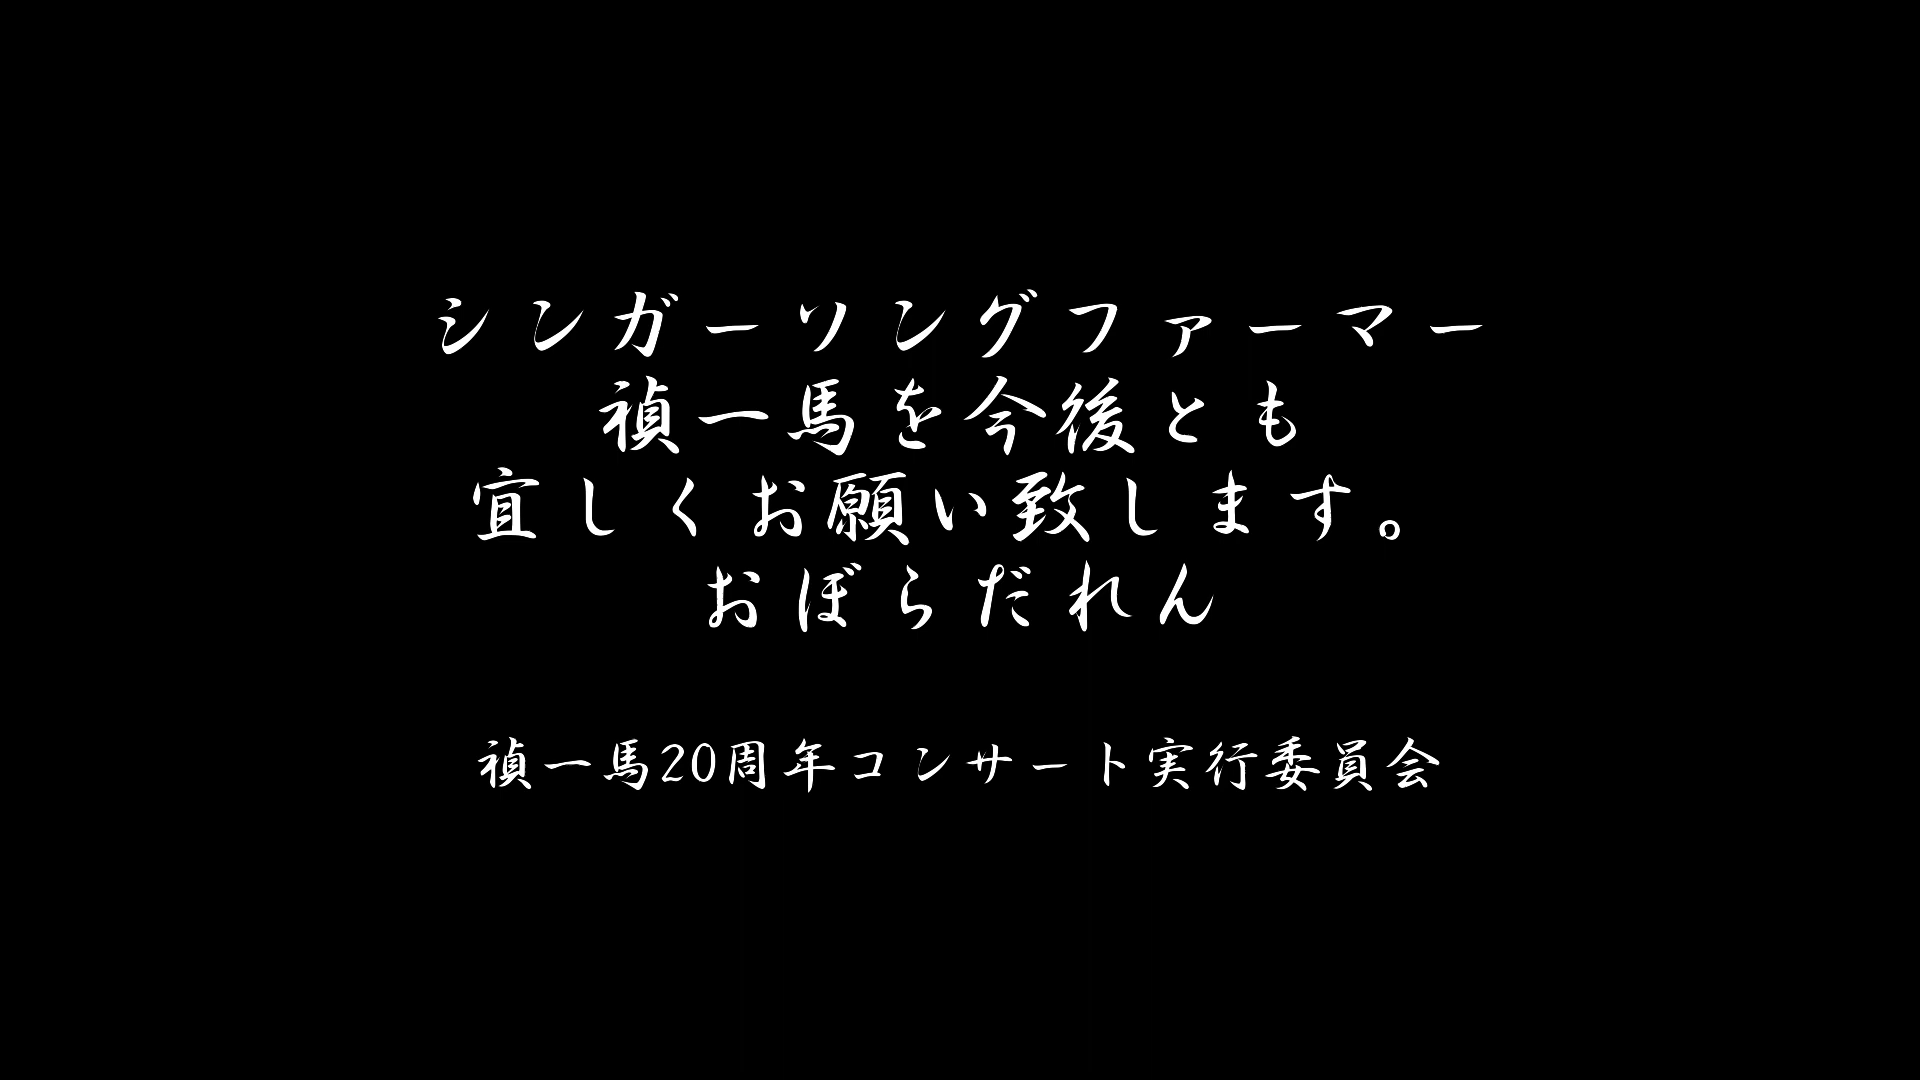 シンガーソングファーマー
禎一馬を今後とも
宜しくお願い致します。
おぼらだれん
禎一馬20周年コンサート実行委員会